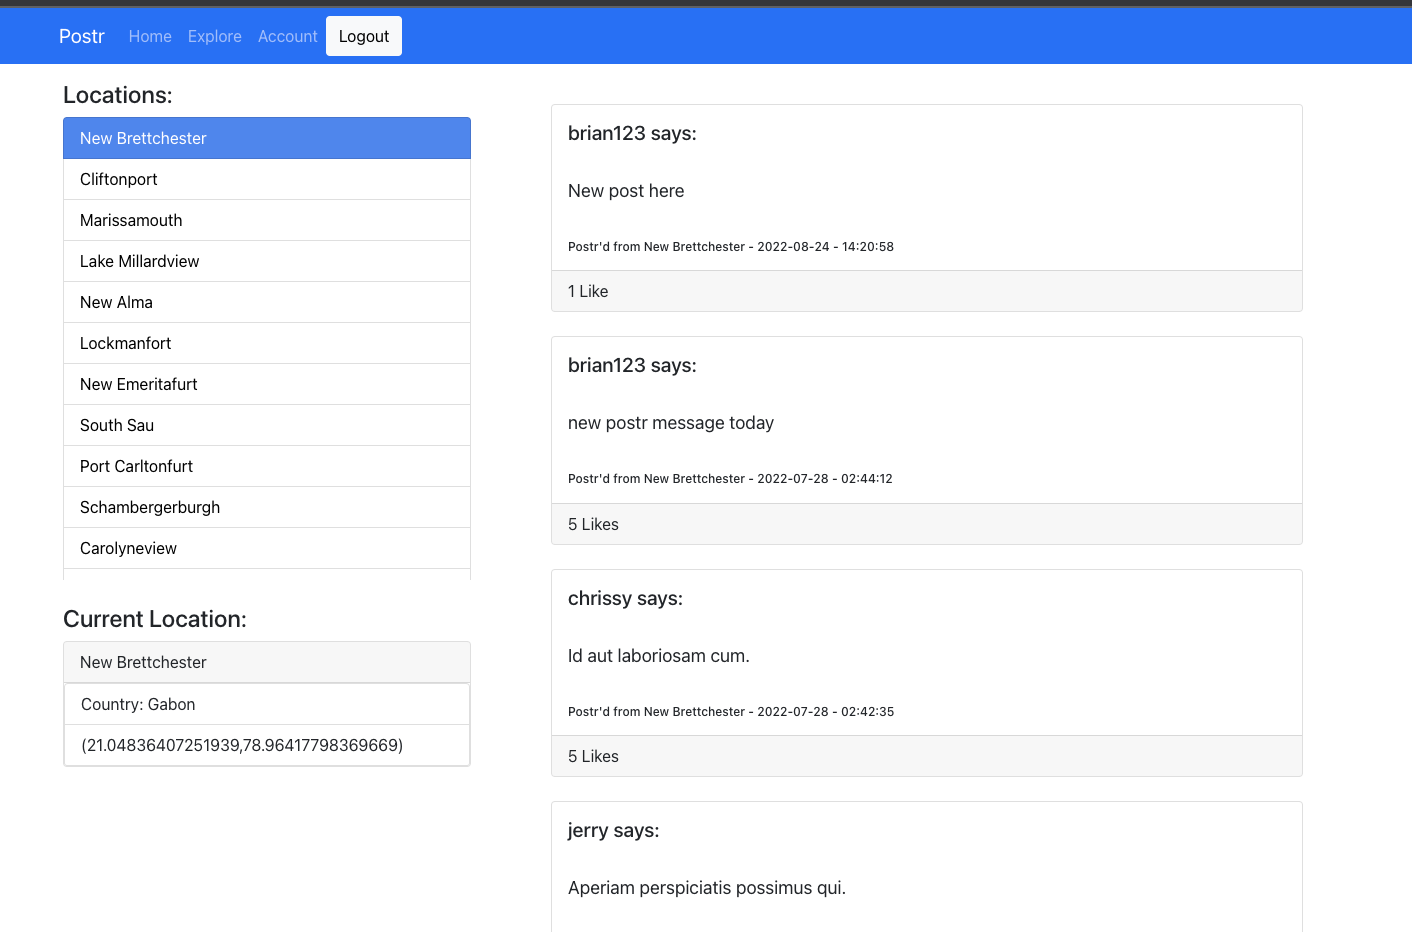 Postr Home Explore Account Logout
Locations:
New Brettchester
Cliftonport
Marissamouth
Lake Millardview
New Alma
Lockmanfort
New Emeritafurt
South Sau
Port Carltonfurt
Schambergerburgh
Carolyneview
Current Location:
New Brettchester
Country: Gabon
(21.04836407251939,78.96417798369669)
brian123 says:
New post here
Postr'd from New Brettchester - 2022-08-24 - 14:20:58
1 Like
brian123 says:
new postr message today
Postr'd from New Brettchester - 2022-07-28 - 02:44:12
5 Likes
chrissy says:
Id aut laboriosam cum.
Postr'd from New Brettchester - 2022-07-28 - 02:42:35
5 Likes
jerry says:
Aperiam perspiciatis possimus qui.